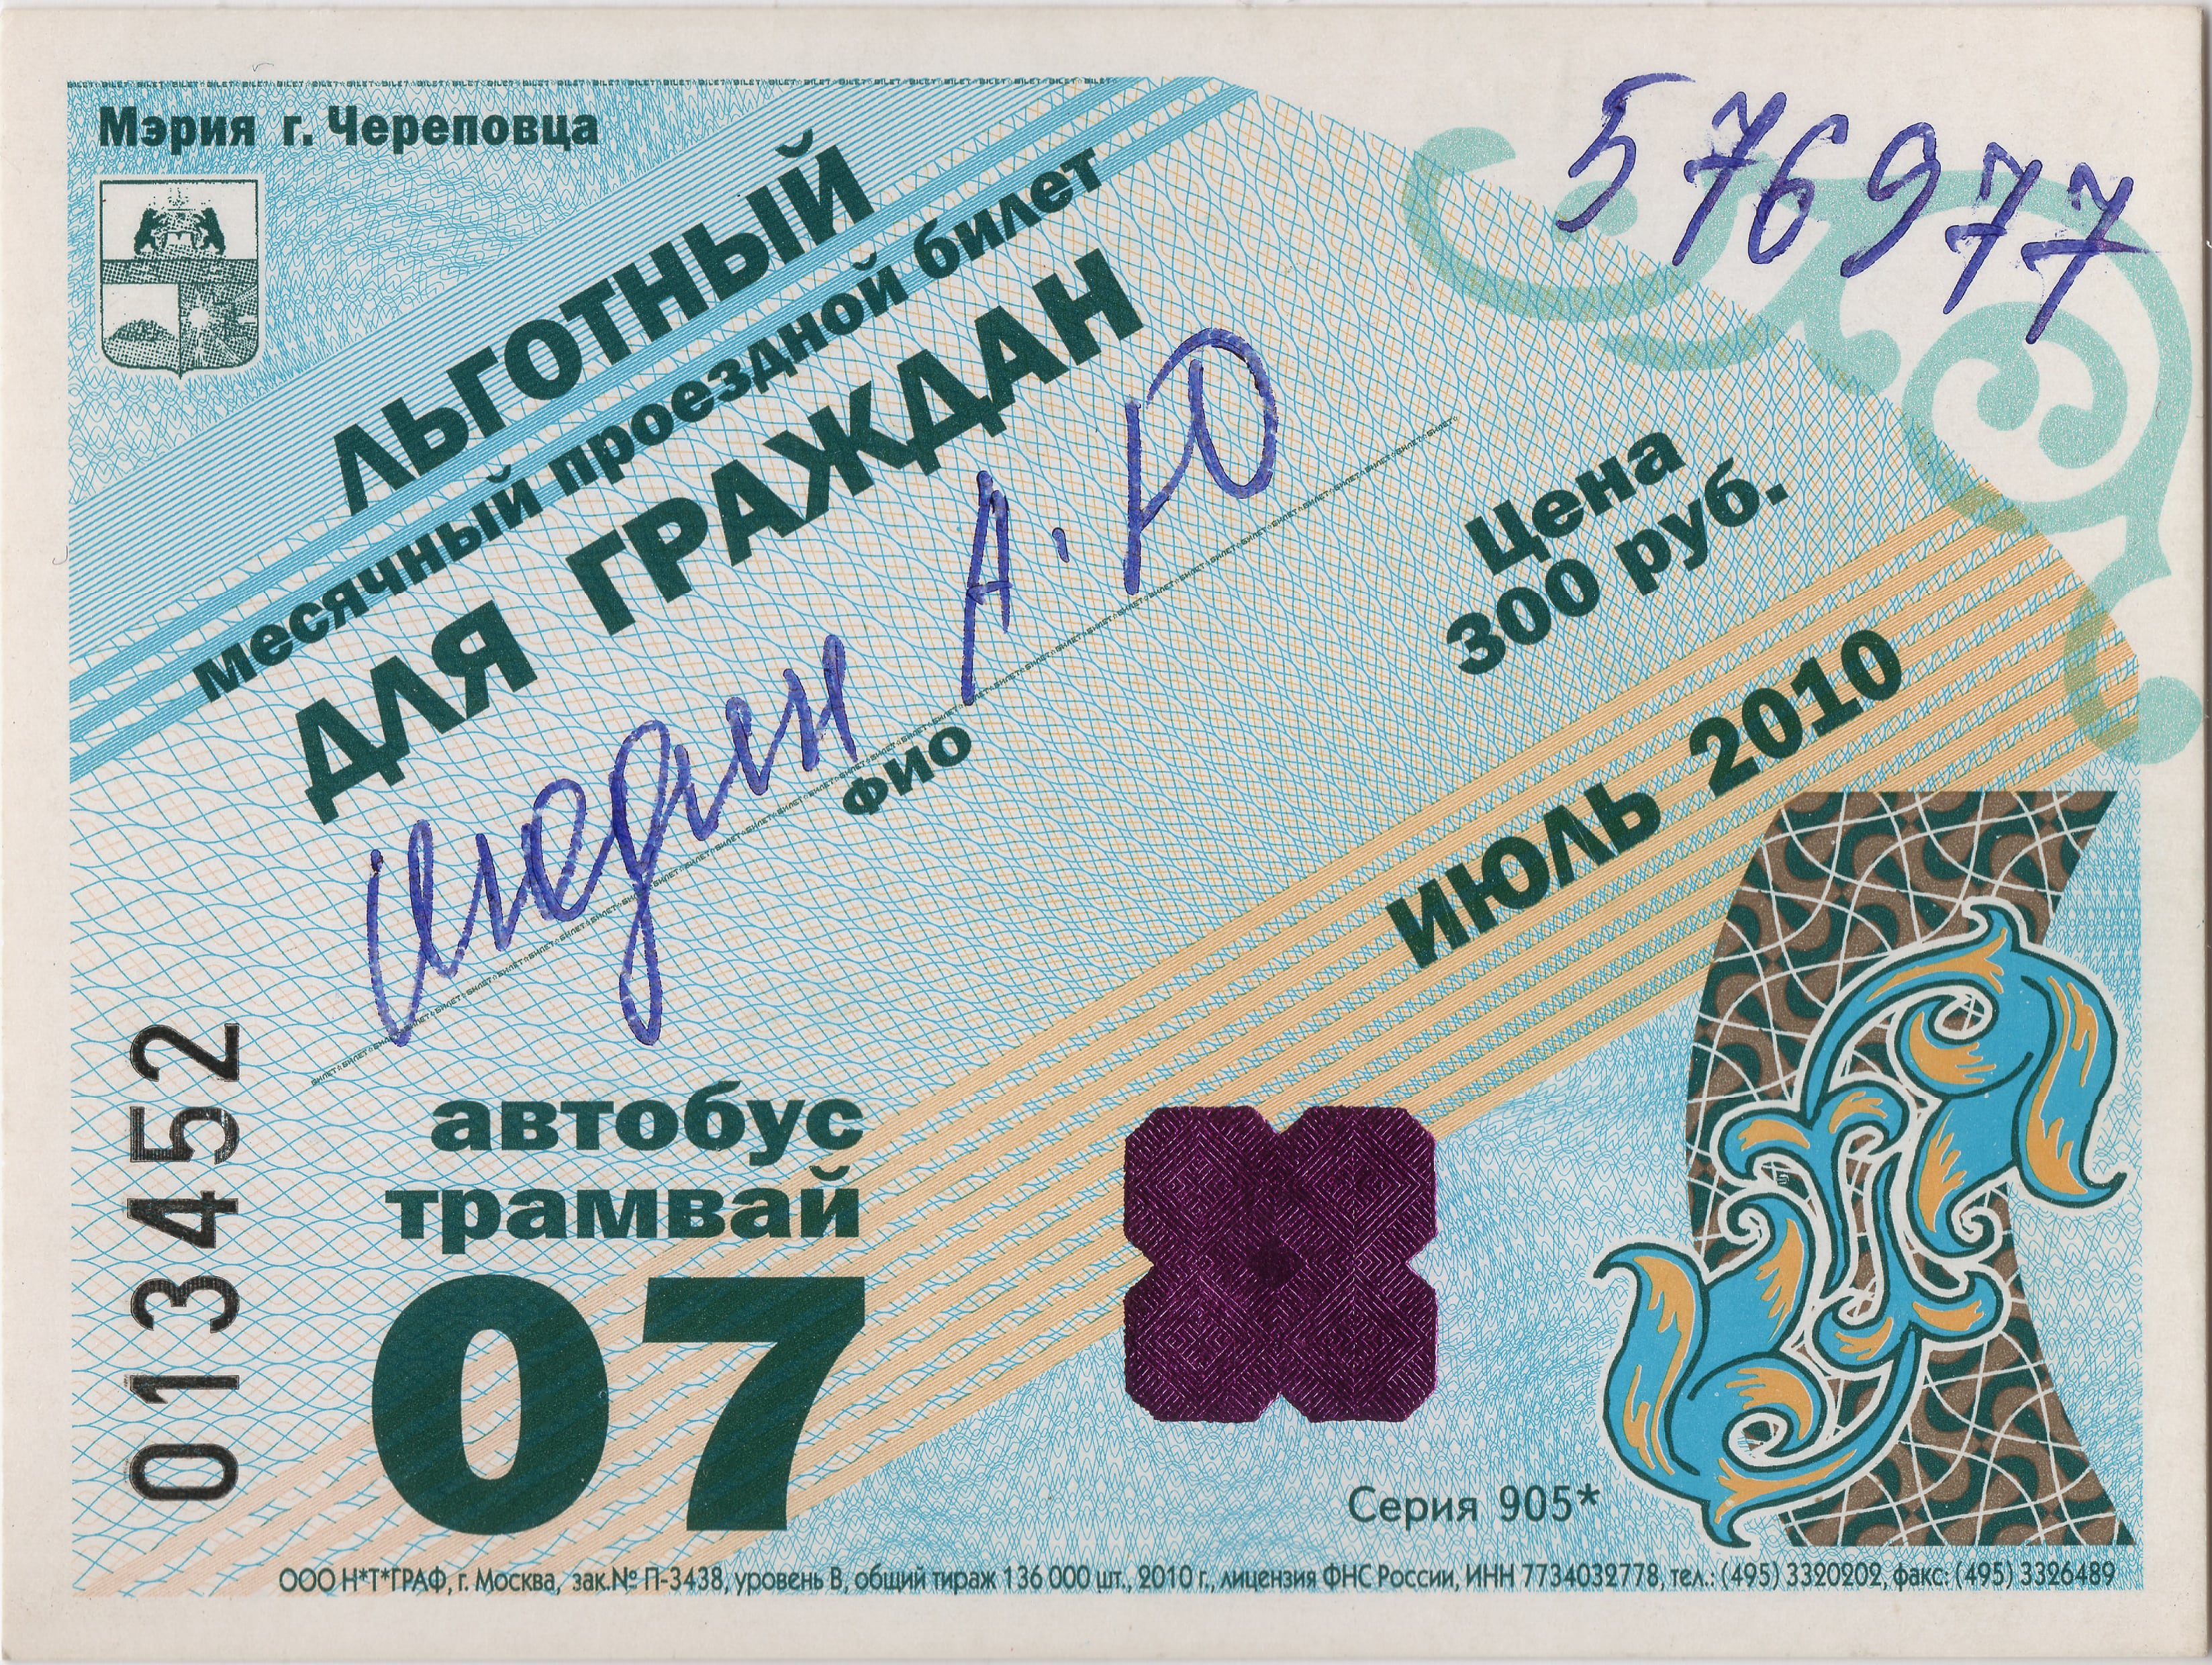 Мэрия г. Череповца
576977
ЛЬГОТНЫЙ
месячный проездной билет
ДЛЯ ГРАЖДАН
А. Ю
ФИО
Цена
300 руб.
ИЮЛЬ 2010
013452
автобус
трамвай
07
Серия 905*
ООО Н*Т*ГРАФ, г. Москва, зак.№ П-3438, уровень В, общий тираж 136 000 шт., 2010 г., лицензия ФНС России, ИНН 7734032778, тел.: (495) 3320202, факс: (495) 3326489